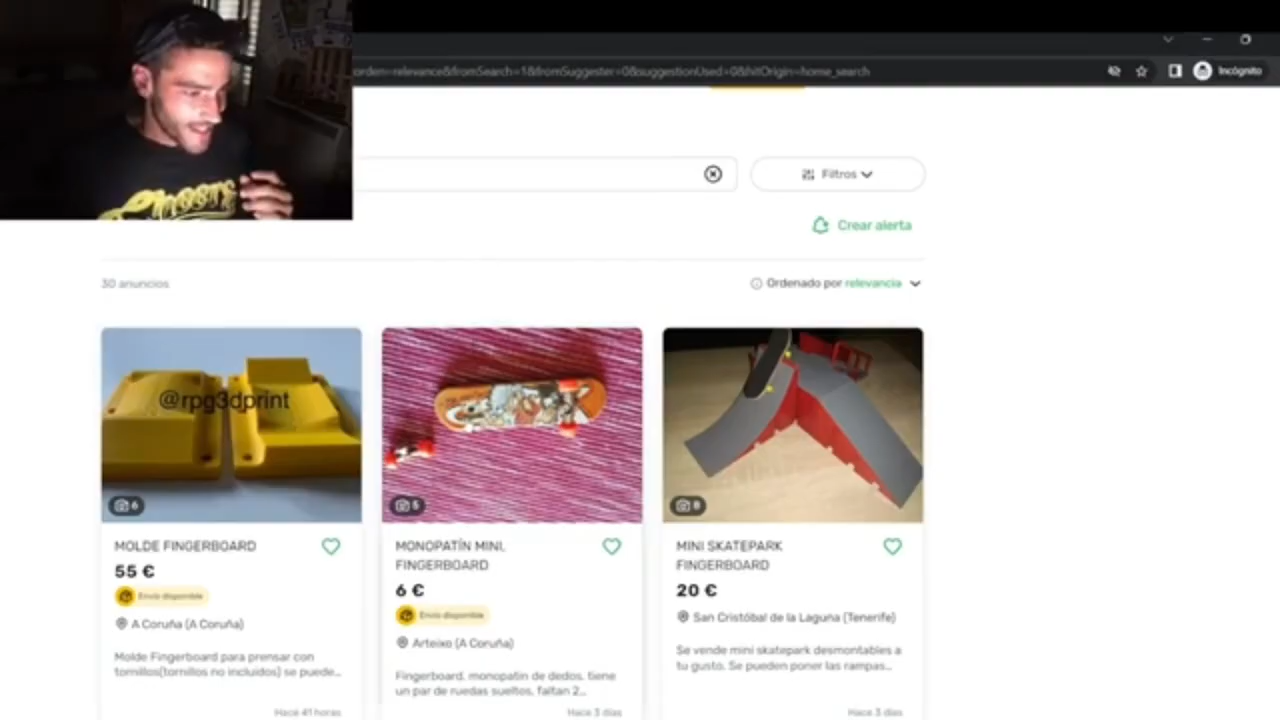 orden=relevance&fromSearch=1&fromSuggester=0&suggestionUsed=0&hitOrigin=home_search
Incógnito
Filtros
Crear alerta
30 anuncios
Ordenado por relevancia
@rpg3dprint
6
5
8
MOLDE FINGERBOARD
55 €
Envío disponible
A Coruña (A Coruña)
Molde Fingerboard para prensar con
tornillos(tornillos no incluidos) se puede...
Hace 41 horas
MONOPATÍN MINI,
FINGERBOARD
6 €
Envío disponible
Arteixo (A Coruña)
Fingerboard, monopatin de dedos, tiene
un par de ruedas sueltos, faltan 2...
Hace 3 días
MINI SKATEPARK
FINGERBOARD
20 €
San Cristóbal de la Laguna (Tenerife)
Se vende mini skatepark desmontables a
tu gusto. Se pueden poner las rampas...
Hace 3 días